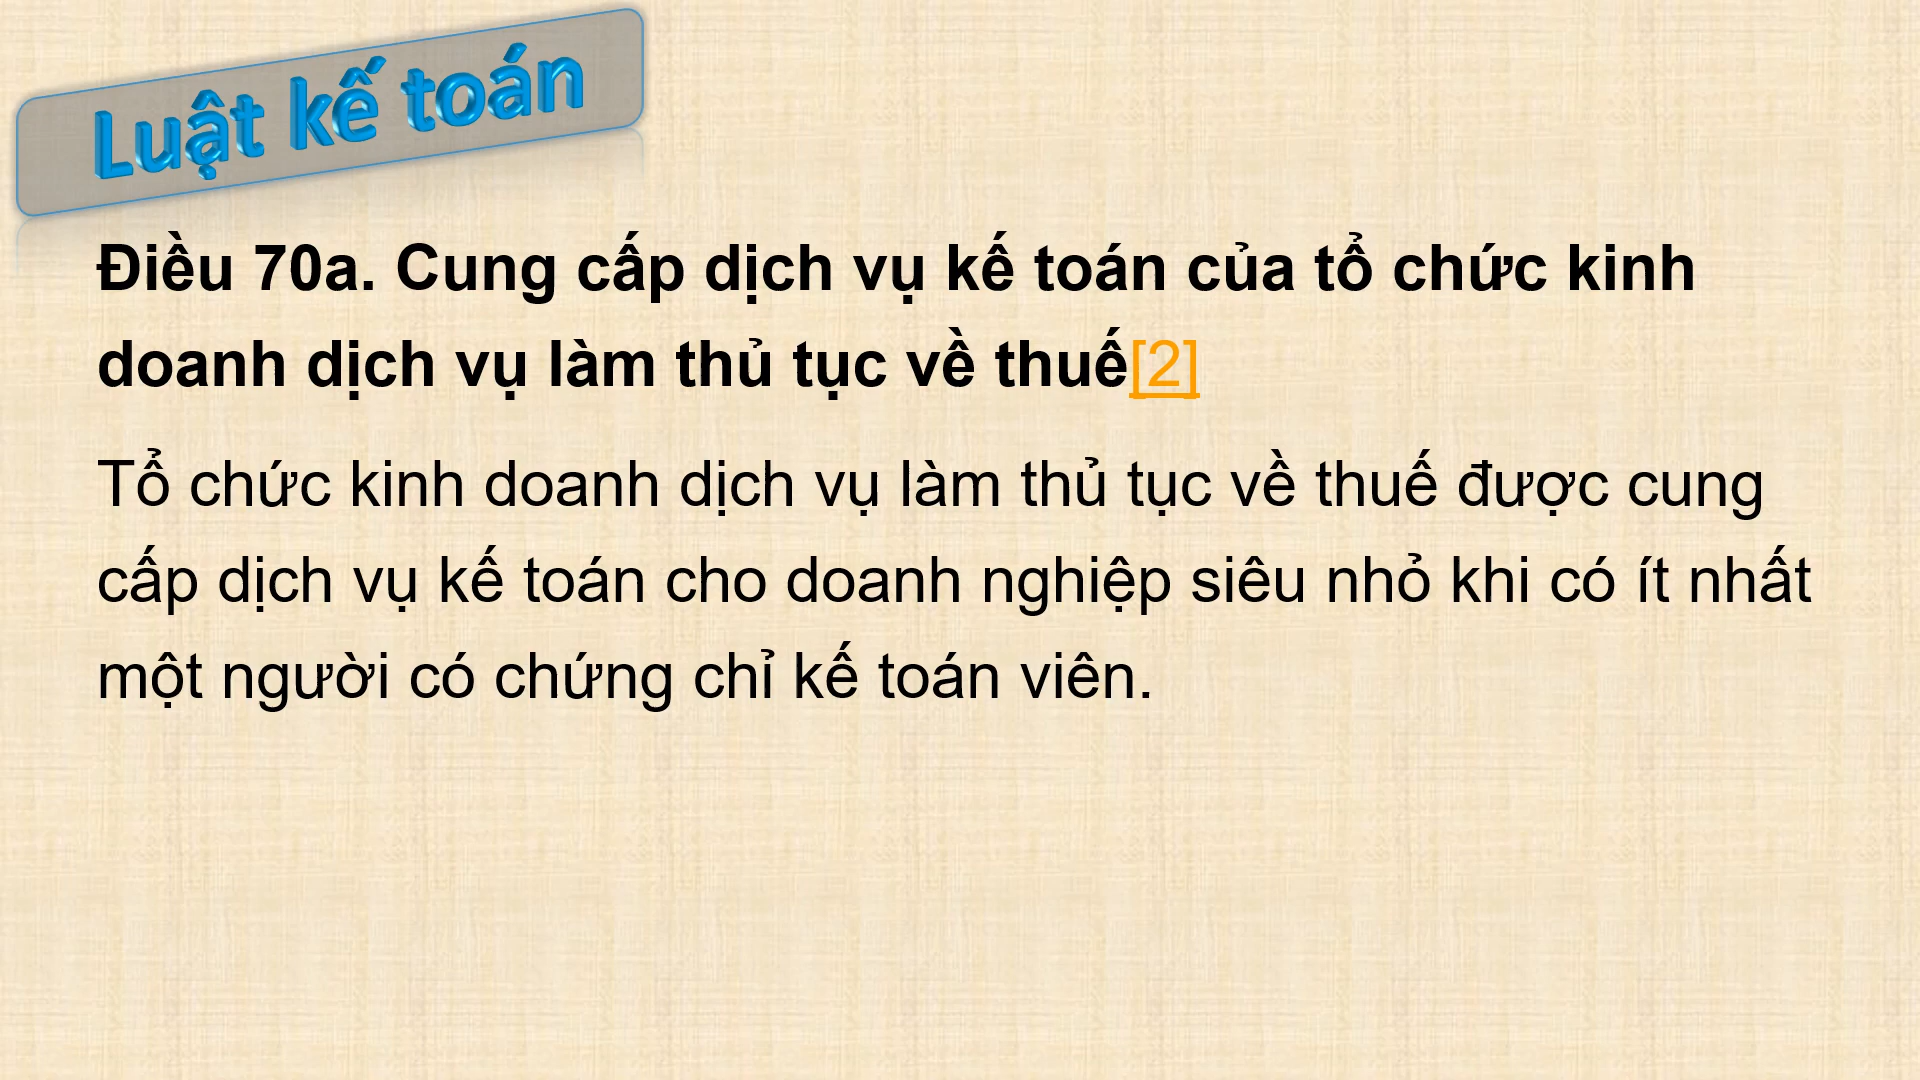 Luật kế toán
Điều 70a. Cung cấp dịch vụ kế toán của tổ chức kinh
doanh dịch vụ làm thủ tục về thuế[2]
Tổ chức kinh doanh dịch vụ làm thủ tục về thuế được cung
cấp dịch vụ kế toán cho doanh nghiệp siêu nhỏ khi có ít nhất
một người có chứng chỉ kế toán viên.